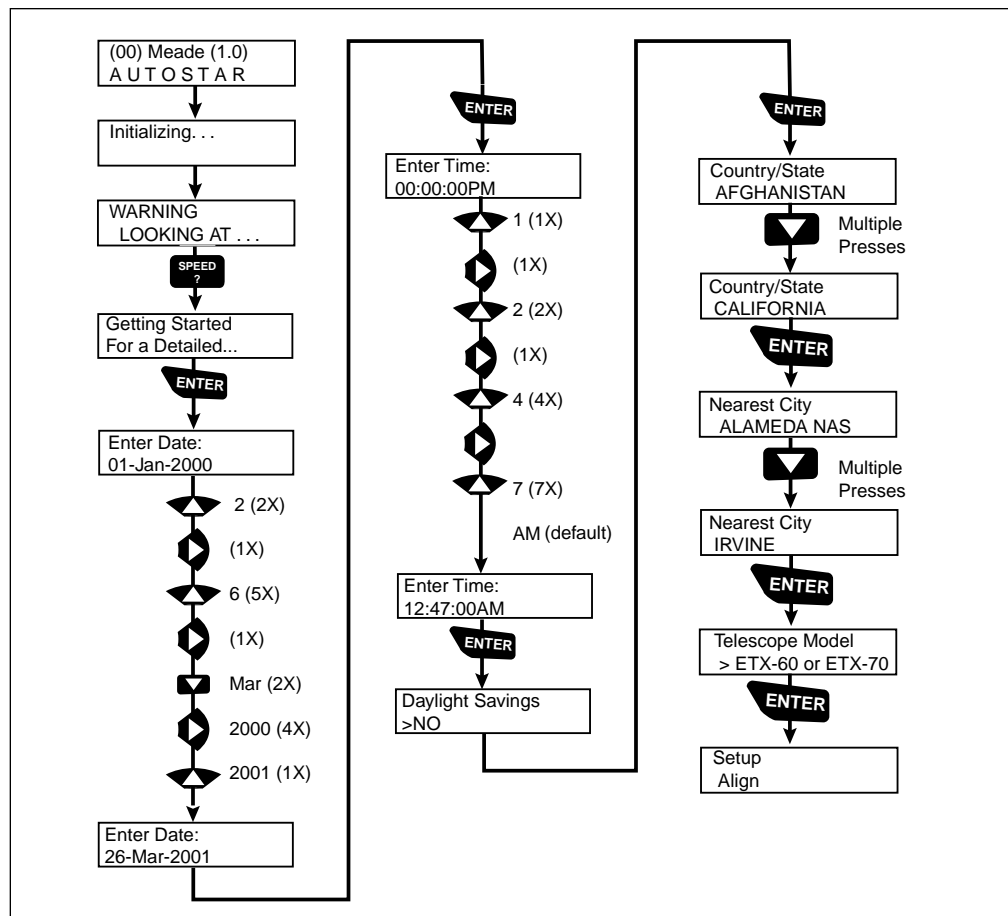 (00) Meade (1.0)
A U T O S T A R
Initializing. . .
WARNING
LOOKING AT . . .
SPEED
?
Getting Started
For a Detailed...
ENTER
Enter Date:
01-Jan-2000
2 (2X)
(1X)
6 (5X)
(1X)
Mar (2X)
2000 (4X)
2001 (1X)
Enter Date:
26-Mar-2001
ENTER
Enter Time:
00:00:00PM
1 (1X)
(1X)
2 (2X)
(1X)
4 (4X)
7 (7X)
AM (default)
Enter Time:
12:47:00AM
ENTER
Daylight Savings
>NO
ENTER
Country/State
AFGHANISTAN
Multiple
Presses
Country/State
CALIFORNIA
ENTER
Nearest City
ALAMEDA NAS
Multiple
Presses
Nearest City
IRVINE
ENTER
Telescope Model
> ETX-60 or ETX-70
ENTER
Setup
Align